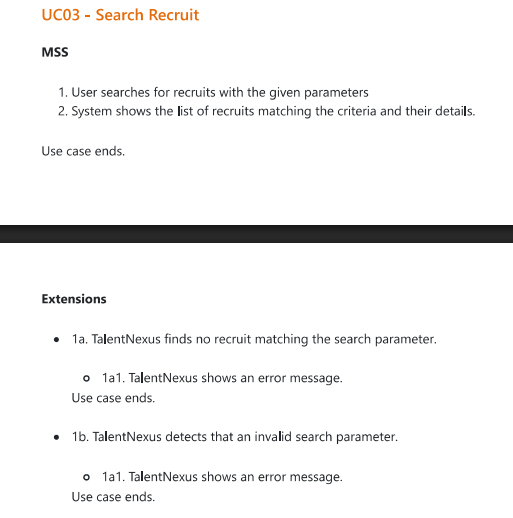 UC03 - Search Recruit
MSS
1. User searches for recruits with the given parameters
2. System shows the list of recruits matching the criteria and their details.
Use case ends.
Extensions
• 1a. TalentNexus finds no recruit matching the search parameter.
o 1a1. TalentNexus shows an error message.
Use case ends.
• 1b. TalentNexus detects that an invalid search parameter.
o 1a1. TalentNexus shows an error message.
Use case ends.